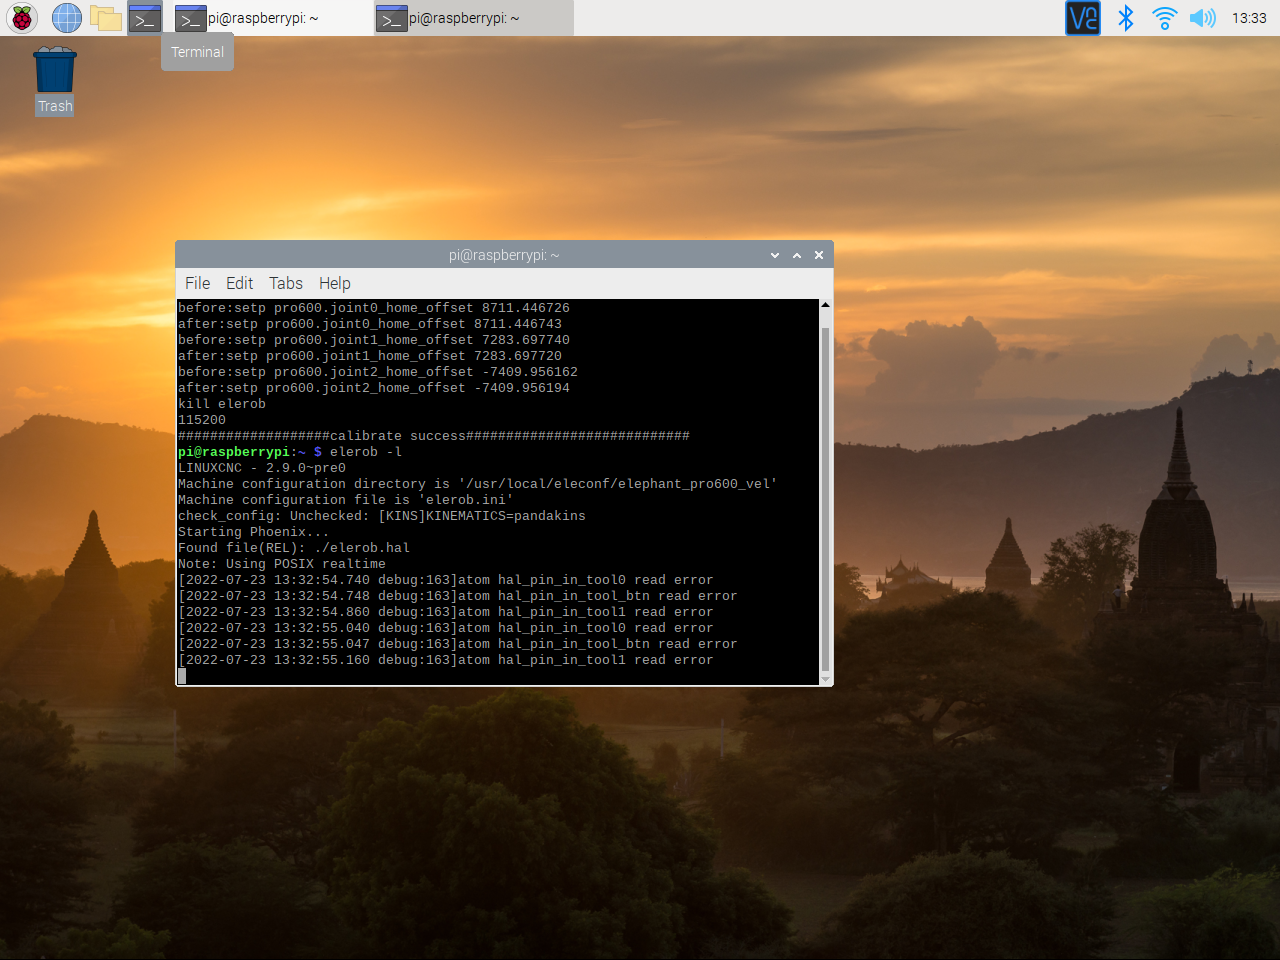 pi@raspberrypi: ~
pi@raspberrypi: ~
13:33
Terminal
Trash
pi@raspberrypi: ~
File Edit Tabs Help
before:setp pro600.joint0_home_offset 8711.446726
after:setp pro600.joint0_home_offset 8711.446743
before:setp pro600.joint1_home_offset 7283.697740
after:setp pro600.joint1_home_offset 7283.697720
before:setp pro600.joint2_home_offset -7409.956162
after:setp pro600.joint2_home_offset -7409.956194
kill elerob
115200
###################calibrate success############################
pi@raspberrypi:~ $ elerob -l
LINUXCNC - 2.9.0~pre0
Machine configuration directory is '/usr/local/eleconf/elephant_pro600_vel'
Machine configuration file is 'elerob.ini'
check_config: Unchecked: [KINS]KINEMATICS=pandakins
Starting Phoenix...
Found file(REL): ./elerob.hal
Note: Using POSIX realtime
[2022-07-23 13:32:54.740 debug:163]atom hal_pin_in_tool0 read error
[2022-07-23 13:32:54.748 debug:163]atom hal_pin_in_tool_btn read error
[2022-07-23 13:32:54.860 debug:163]atom hal_pin_in_tool1 read error
[2022-07-23 13:32:55.040 debug:163]atom hal_pin_in_tool0 read error
[2022-07-23 13:32:55.047 debug:163]atom hal_pin_in_tool_btn read error
[2022-07-23 13:32:55.160 debug:163]atom hal_pin_in_tool1 read error